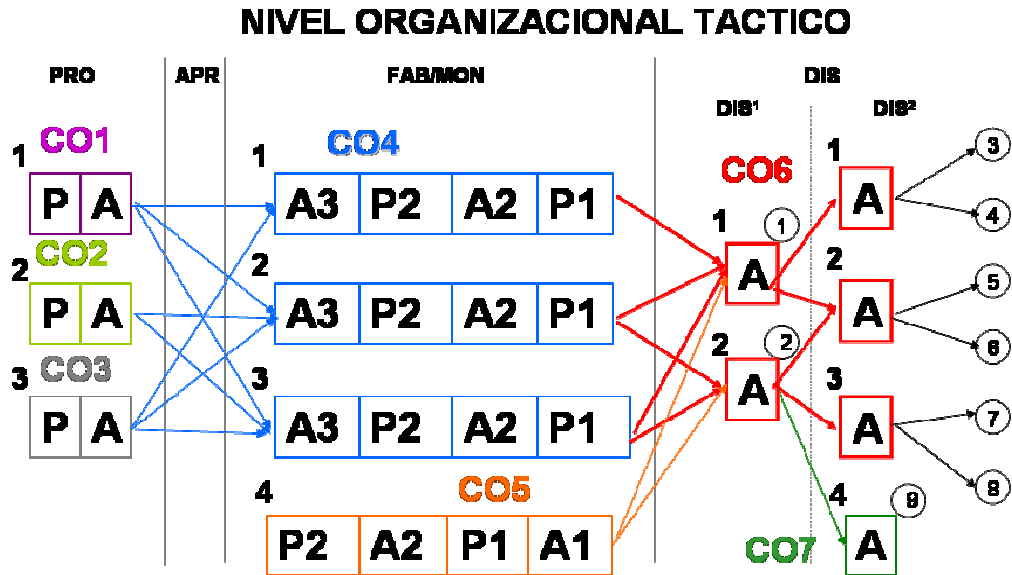 NIVEL ORGANIZACIONAL TACTICO
PRO APR FAB/MON DIS
DIS¹ DIS²
CO1 CO4 CO6
1 P A
1 A3 P2 A2 P1
1 A 1
1 A 3 4
CO2
2 P A
2 A3 P2 A2 P1
2 A 2
2 A 5 6
CO3
3 P A
3 A3 P2 A2 P1
3 A 7 8
CO5
4 P2 A2 P1 A1
CO7
4 A 9